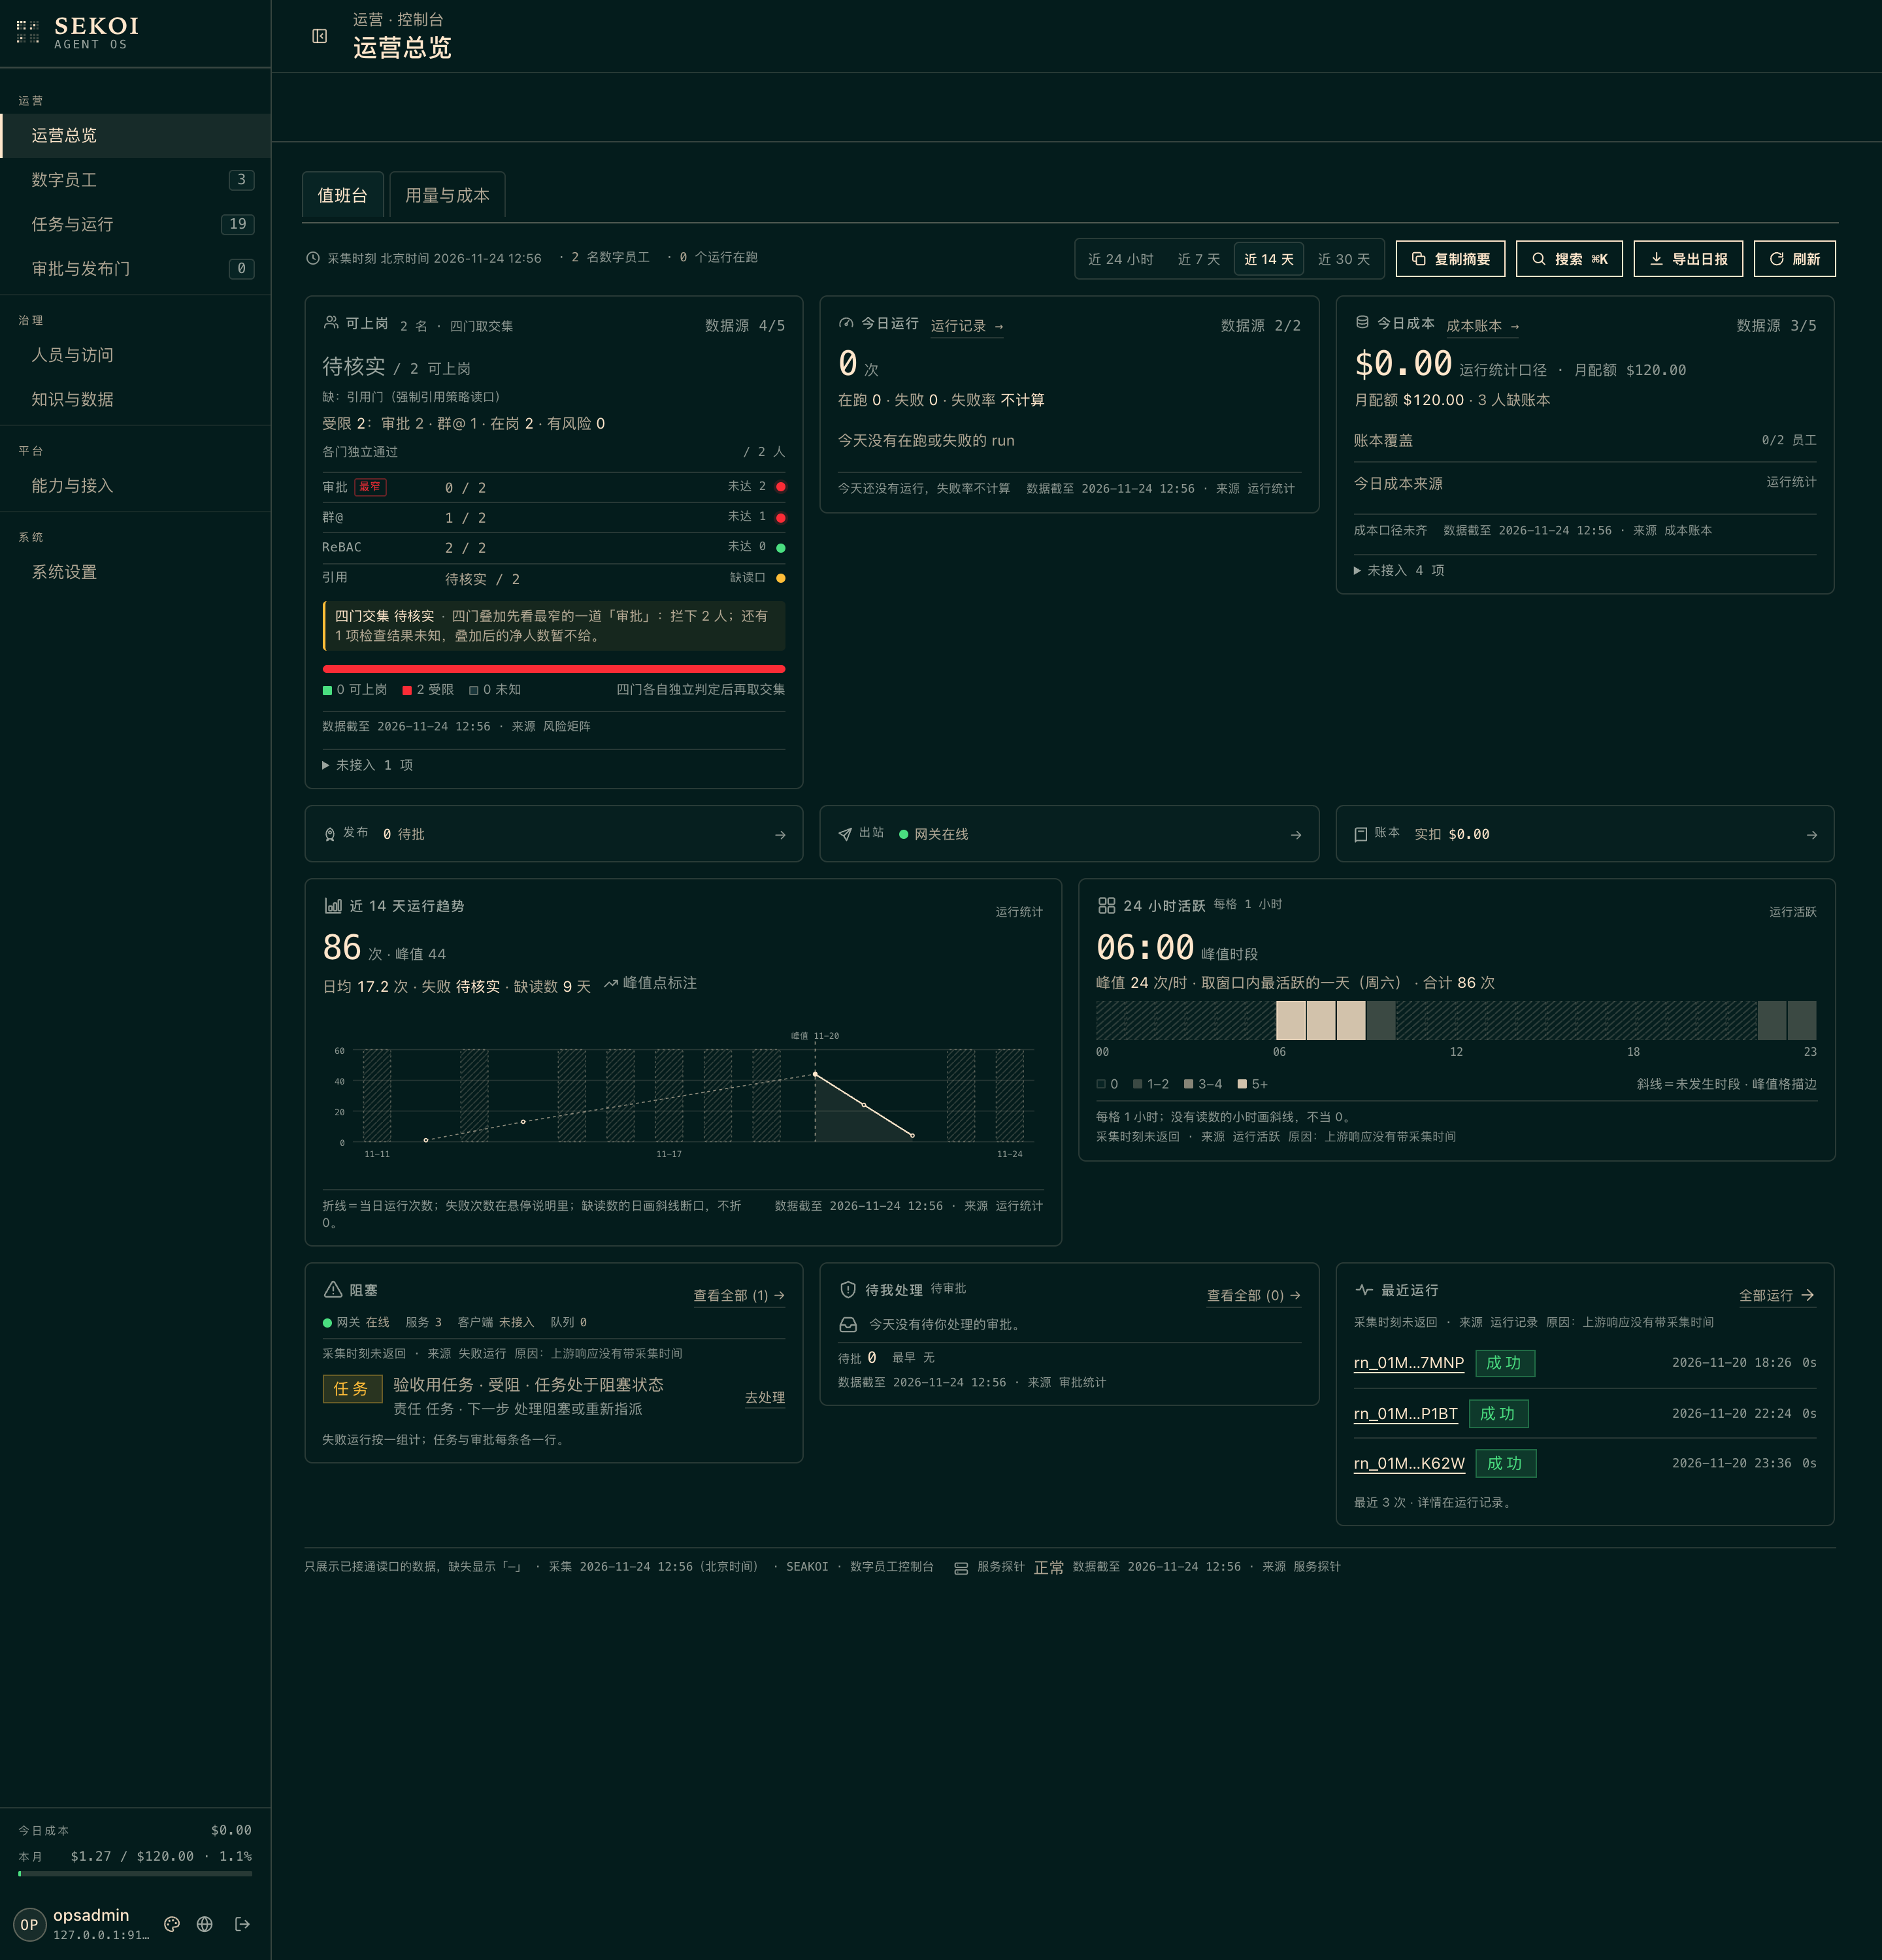 SEKOI
AGENT OS
运营
运营总览
数字员工 3
任务与运行 19
审批与发布门 0
治理
人员与访问
知识与数据
平台
能力与接入
系统
系统设置
今日成本 $0.00
本月 $1.27 / $120.00 · 1.1%
OP
opsadmin
127.0.0.1:91…
运营 · 控制台
运营总览
值班台 用量与成本
采集时刻 北京时间 2026-11-24 12:56 · 2 名数字员工 · 0 个运行在跑
近 24 小时 近 7 天 近 14 天 近 30 天 复制摘要 搜索 ⌘K 导出日报 刷新
可上岗 2 名 · 四门取交集 数据源 4/5
待核实 / 2 可上岗
缺：引用门（强制引用策略读口）
受限 2：审批 2 · 群@ 1 · 在岗 2 · 有风险 0
各门独立通过 / 2 人
审批 最窄 0 / 2 未达 2
群@ 1 / 2 未达 1
ReBAC 2 / 2 未达 0
引用 待核实 / 2 缺读口
四门交集 待核实 · 四门叠加先看最窄的一道「审批」：拦下 2 人；还有
1 项检查结果未知，叠加后的净人数暂不给。
0 可上岗 2 受限 0 未知 四门各自独立判定后再取交集
数据截至 2026-11-24 12:56 · 来源 风险矩阵
▶ 未接入 1 项
今日运行 运行记录 → 数据源 2/2
0 次
在跑 0 · 失败 0 · 失败率 不计算
今天没有在跑或失败的 run
今天还没有运行，失败率不计算 数据截至 2026-11-24 12:56 · 来源 运行统计
今日成本 成本账本 → 数据源 3/5
$0.00 运行统计口径 · 月配额 $120.00
月配额 $120.00 · 3 人缺账本
账本覆盖 0/2 员工
今日成本来源 运行统计
成本口径未齐 数据截至 2026-11-24 12:56 · 来源 成本账本
▶ 未接入 4 项
发布 0 待批 →
出站 网关在线 →
账本 实扣 $0.00 →
近 14 天运行趋势 运行统计
86 次 · 峰值 44
日均 17.2 次 · 失败 待核实 · 缺读数 9 天 峰值点标注
峰值 11-20
60
40
20
0
11-11 11-17 11-24
折线＝当日运行次数；失败次数在悬停说明里；缺读数的日画斜线断口，不折
0。
数据截至 2026-11-24 12:56 · 来源 运行统计
24 小时活跃 每格 1 小时 运行活跃
06:00 峰值时段
峰值 24 次/时 · 取窗口内最活跃的一天（周六） · 合计 86 次
00 06 12 18 23
0 1–2 3–4 5+ 斜线＝未发生时段 · 峰值格描边
每格 1 小时；没有读数的小时画斜线，不当 0。
采集时刻未返回 · 来源 运行活跃 原因：上游响应没有带采集时间
阻塞 查看全部 (1) →
网关 在线 服务 3 客户端 未接入 队列 0
采集时刻未返回 · 来源 失败运行 原因：上游响应没有带采集时间
任务 验收用任务 · 受阻 · 任务处于阻塞状态
责任 任务 · 下一步 处理阻塞或重新指派
去处理
失败运行按一组计；任务与审批每条各一行。
待我处理 待审批 查看全部 (0) →
今天没有待你处理的审批。
待批 0 最早 无
数据截至 2026-11-24 12:56 · 来源 审批统计
最近运行 全部运行 →
采集时刻未返回 · 来源 运行记录 原因：上游响应没有带采集时间
rn_01M…7MNP 成功 2026-11-20 18:26 0s
rn_01M…P1BT 成功 2026-11-20 22:24 0s
rn_01M…K62W 成功 2026-11-20 23:36 0s
最近 3 次 · 详情在运行记录。
只展示已接通读口的数据，缺失显示「—」 · 采集 2026-11-24 12:56（北京时间） · SEAKOI · 数字员工控制台 服务探针 正常 数据截至 2026-11-24 12:56 · 来源 服务探针